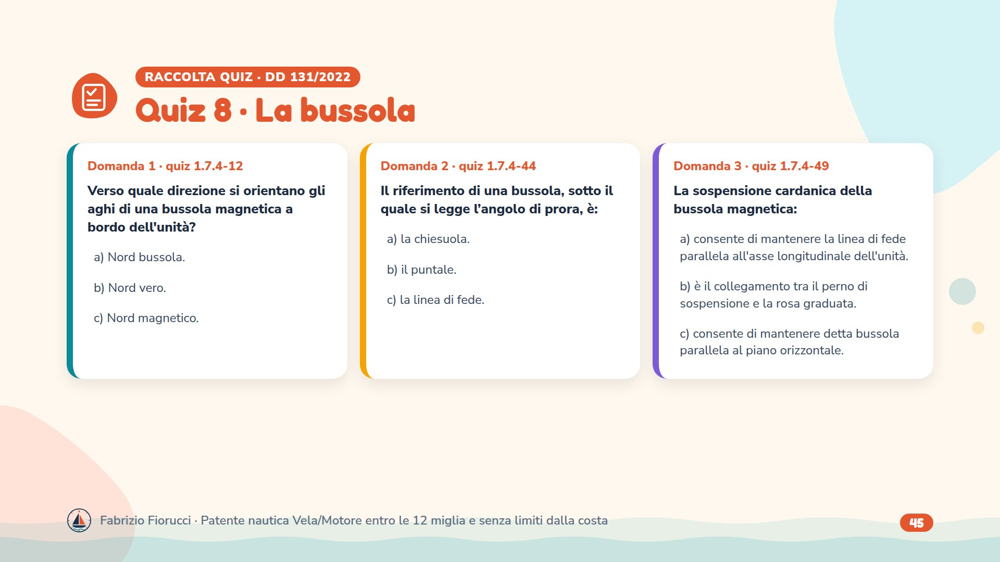 RACCOLTA QUIZ · DD 131/2022
Quiz 8 · La bussola
Domanda 1 · quiz 1.7.4-12
Verso quale direzione si orientano gli
aghi di una bussola magnetica a
bordo dell'unità?
a) Nord bussola.
b) Nord vero.
c) Nord magnetico.
Domanda 2 · quiz 1.7.4-44
Il riferimento di una bussola, sotto il
quale si legge l’angolo di prora, è:
a) la chiesuola.
b) il puntale.
c) la linea di fede.
Domanda 3 · quiz 1.7.4-49
La sospensione cardanica della
bussola magnetica:
a) consente di mantenere la linea di fede
parallela all'asse longitudinale dell'unità.
b) è il collegamento tra il perno di
sospensione e la rosa graduata.
c) consente di mantenere detta bussola
parallela al piano orizzontale.
Fabrizio Fiorucci · Patente nautica Vela/Motore entro le 12 miglia e senza limiti dalla costa
45